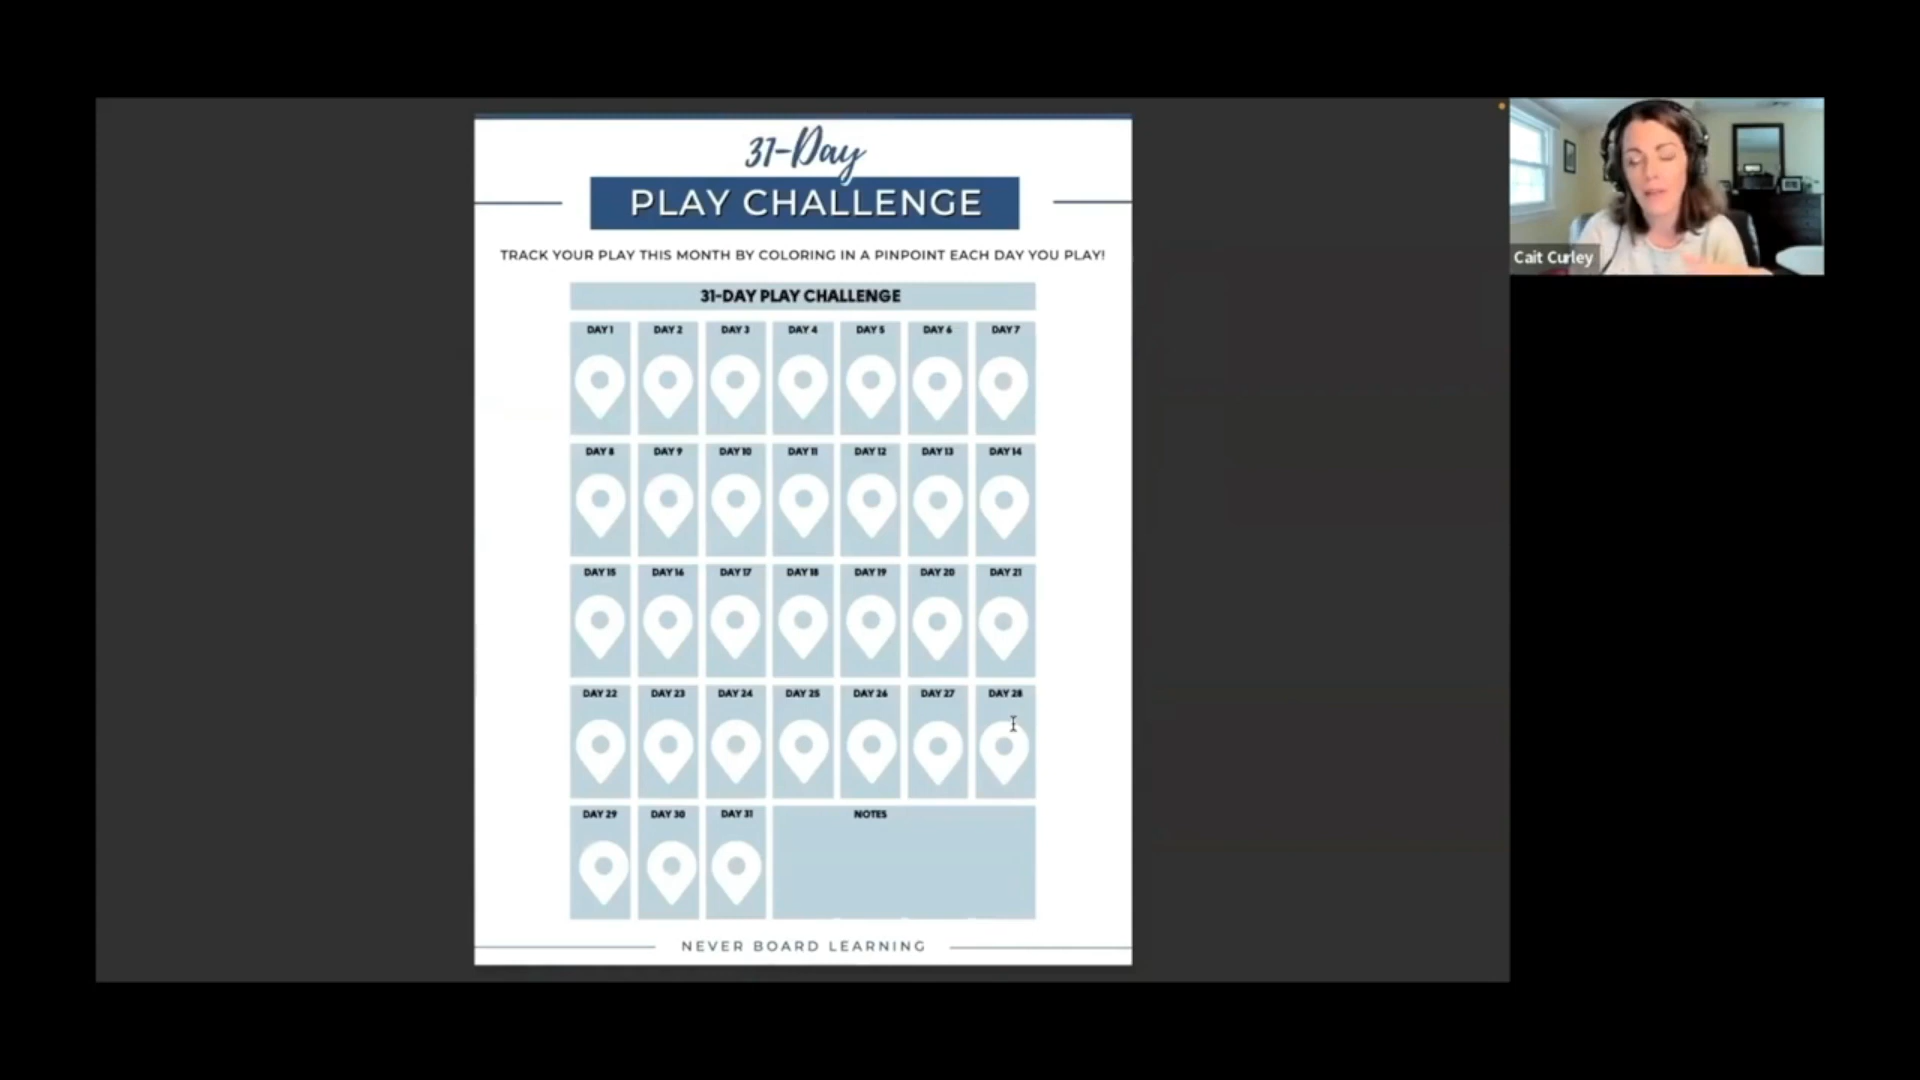 31-Day
PLAY CHALLENGE
TRACK YOUR PLAY THIS MONTH BY COLORING IN A PINPOINT EACH DAY YOU PLAY!
31-DAY PLAY CHALLENGE
DAY 1 DAY 2 DAY 3 DAY 4 DAY 5 DAY 6 DAY 7
DAY 8 DAY 9 DAY 10 DAY 11 DAY 12 DAY 13 DAY 14
DAY 15 DAY 16 DAY 17 DAY 18 DAY 19 DAY 20 DAY 21
DAY 22 DAY 23 DAY 24 DAY 25 DAY 26 DAY 27 DAY 28
DAY 29 DAY 30 DAY 31 NOTES
NEVER BOARD LEARNING
Cait Curley